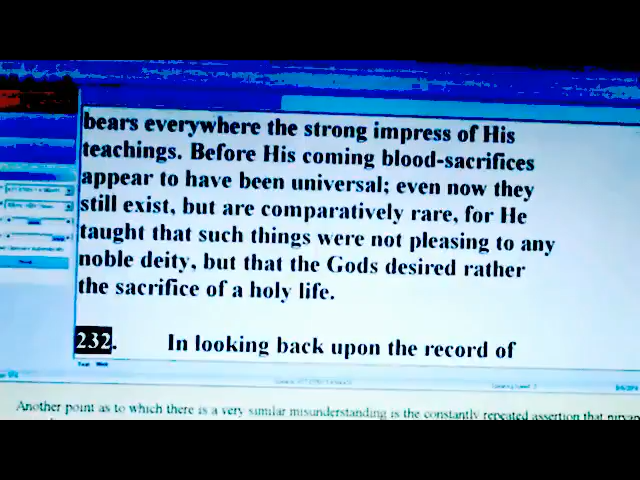 bears everywhere the strong impress of His
teachings. Before His coming blood-sacrifices
appear to have been universal; even now they
still exist, but are comparatively rare, for He
taught that such things were not pleasing to any
noble deity, but that the Gods desired rather
the sacrifice of a holy life.
232. In looking back upon the record of
Another point as to which there is a very similar misunderstanding is the constantly repeated assertion that